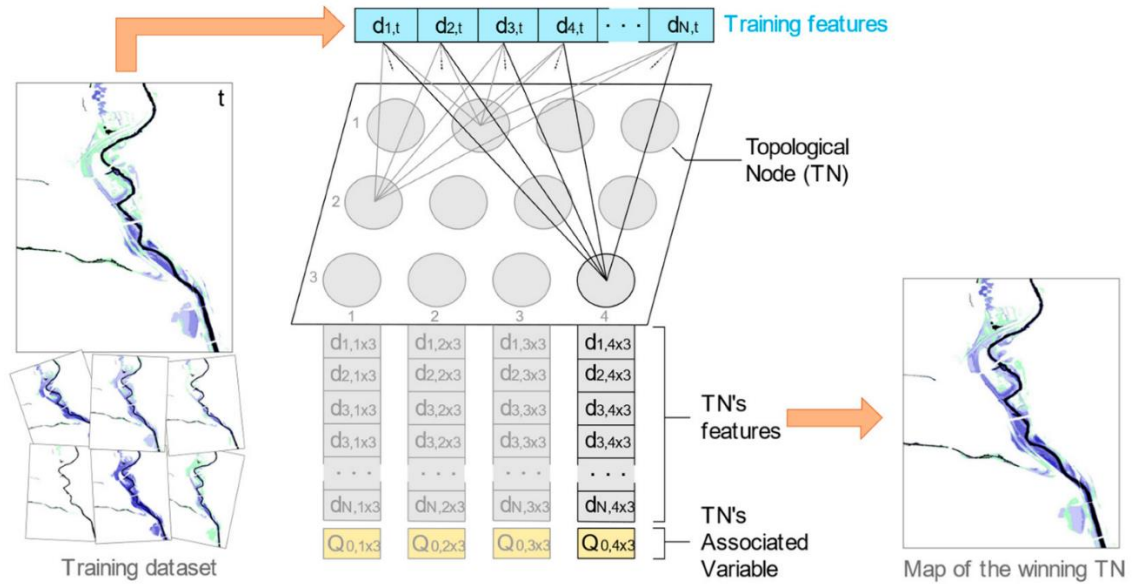 d1,t d2,t d3,t d4,t · · · dN,t Training features
t
1
Topological
Node (TN)
2
3
1 2 3 4
d1,1x3 d1,2x3 d1,3x3 d1,4x3
d2,1x3 d2,2x3 d2,3x3 d2,4x3
d3,1x3 d3,2x3 d3,3x3 d3,4x3
d3,1x3 d3,2x3 d3,3x3 d3,4x3
· · · · · · · · · · · ·
dN,1x3 dN,2x3 dN,3x3 dN,4x3
TN's
features
Q0,1x3 Q0,2x3 Q0,3x3 Q0,4x3
TN's
Associated
Variable
Training dataset
Map of the winning TN